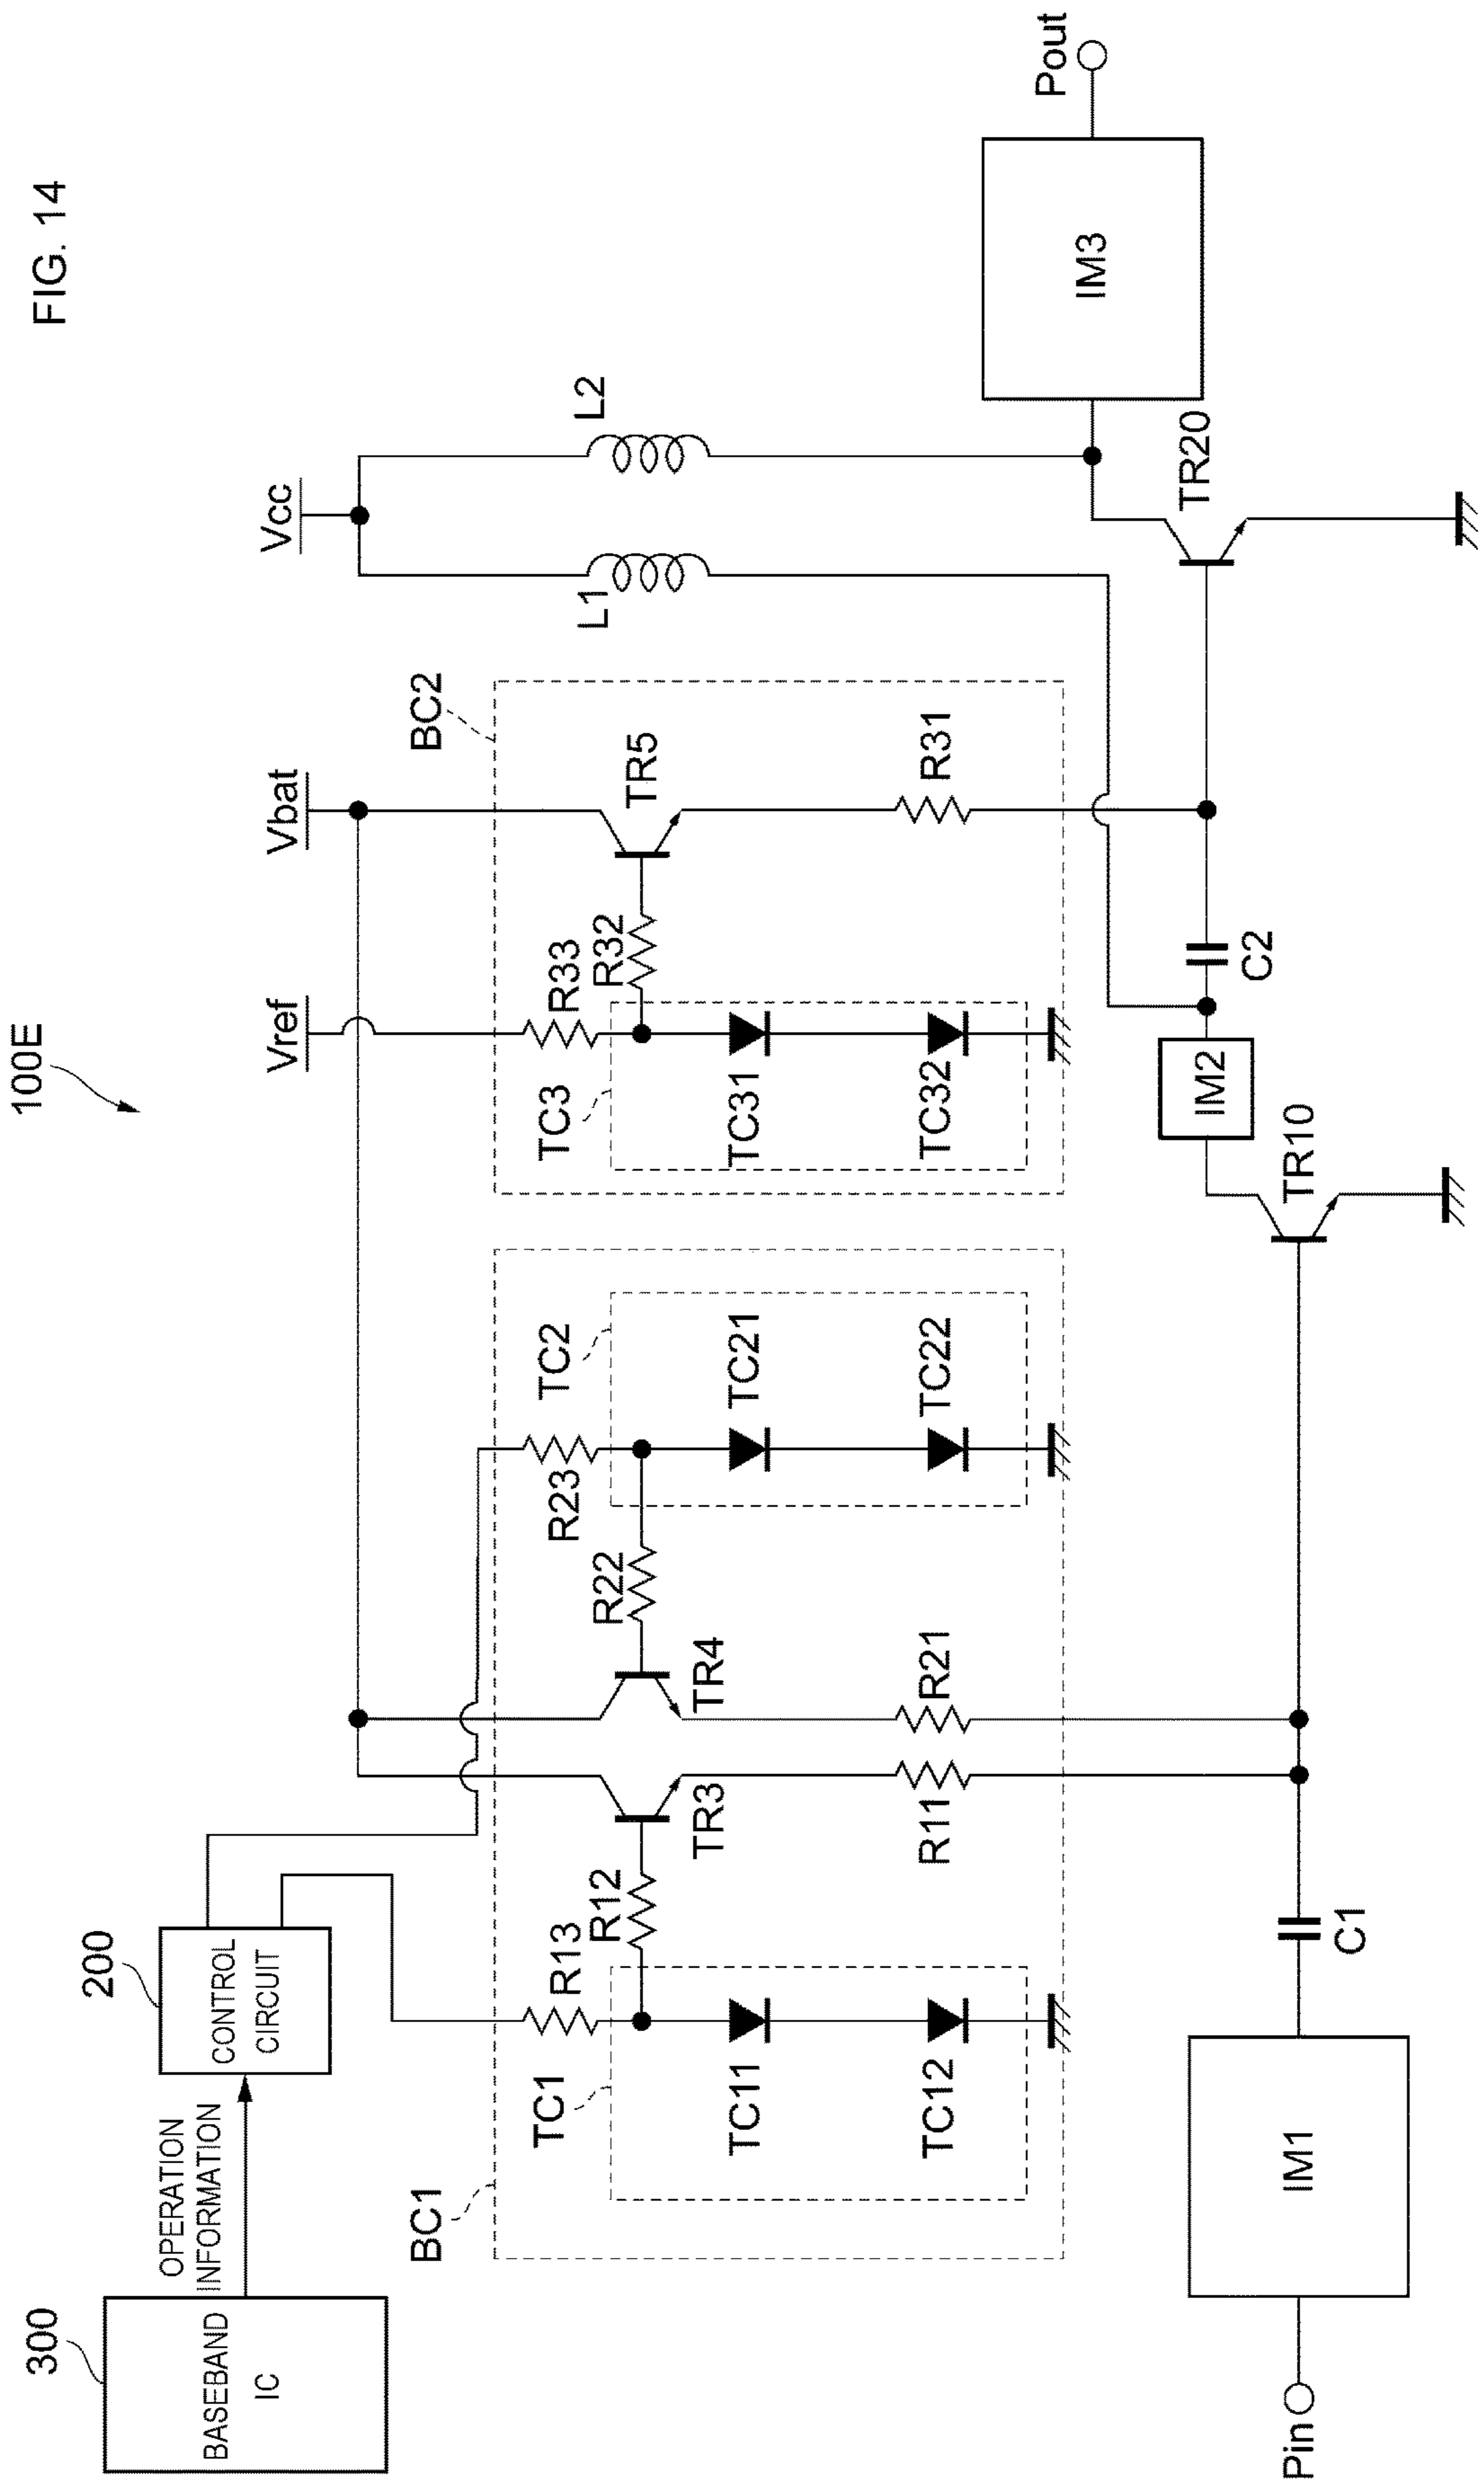 FIG. 14
100E
300
BASEBAND
IC
OPERATION
INFORMATION
200
CONTROL
CIRCUIT
Vref
Vbat
Vcc
BC1
TC1
R13
R12
TC11
TC12
TR3
R11
TR4
R21
R22
R23
TC2
TC21
TC22
BC2
TC3
R33
R32
TC31
TC32
TR5
R31
L1
L2
Pin
IM1
C1
TR10
IM2
C2
TR20
IM3
Pout